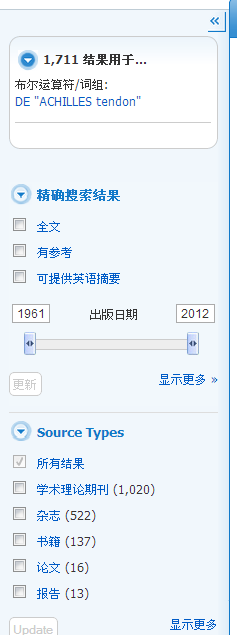 «
1,711 结果用于...
布尔运算符/词组:
DE "ACHILLES tendon"
精确搜索结果
全文
有参考
可提供英语摘要
1961 出版日期 2012
更新
显示更多 »
Source Types
所有结果
学术理论期刊 (1,020)
杂志 (522)
书籍 (137)
论文 (16)
报告 (13)
Update
显示更多